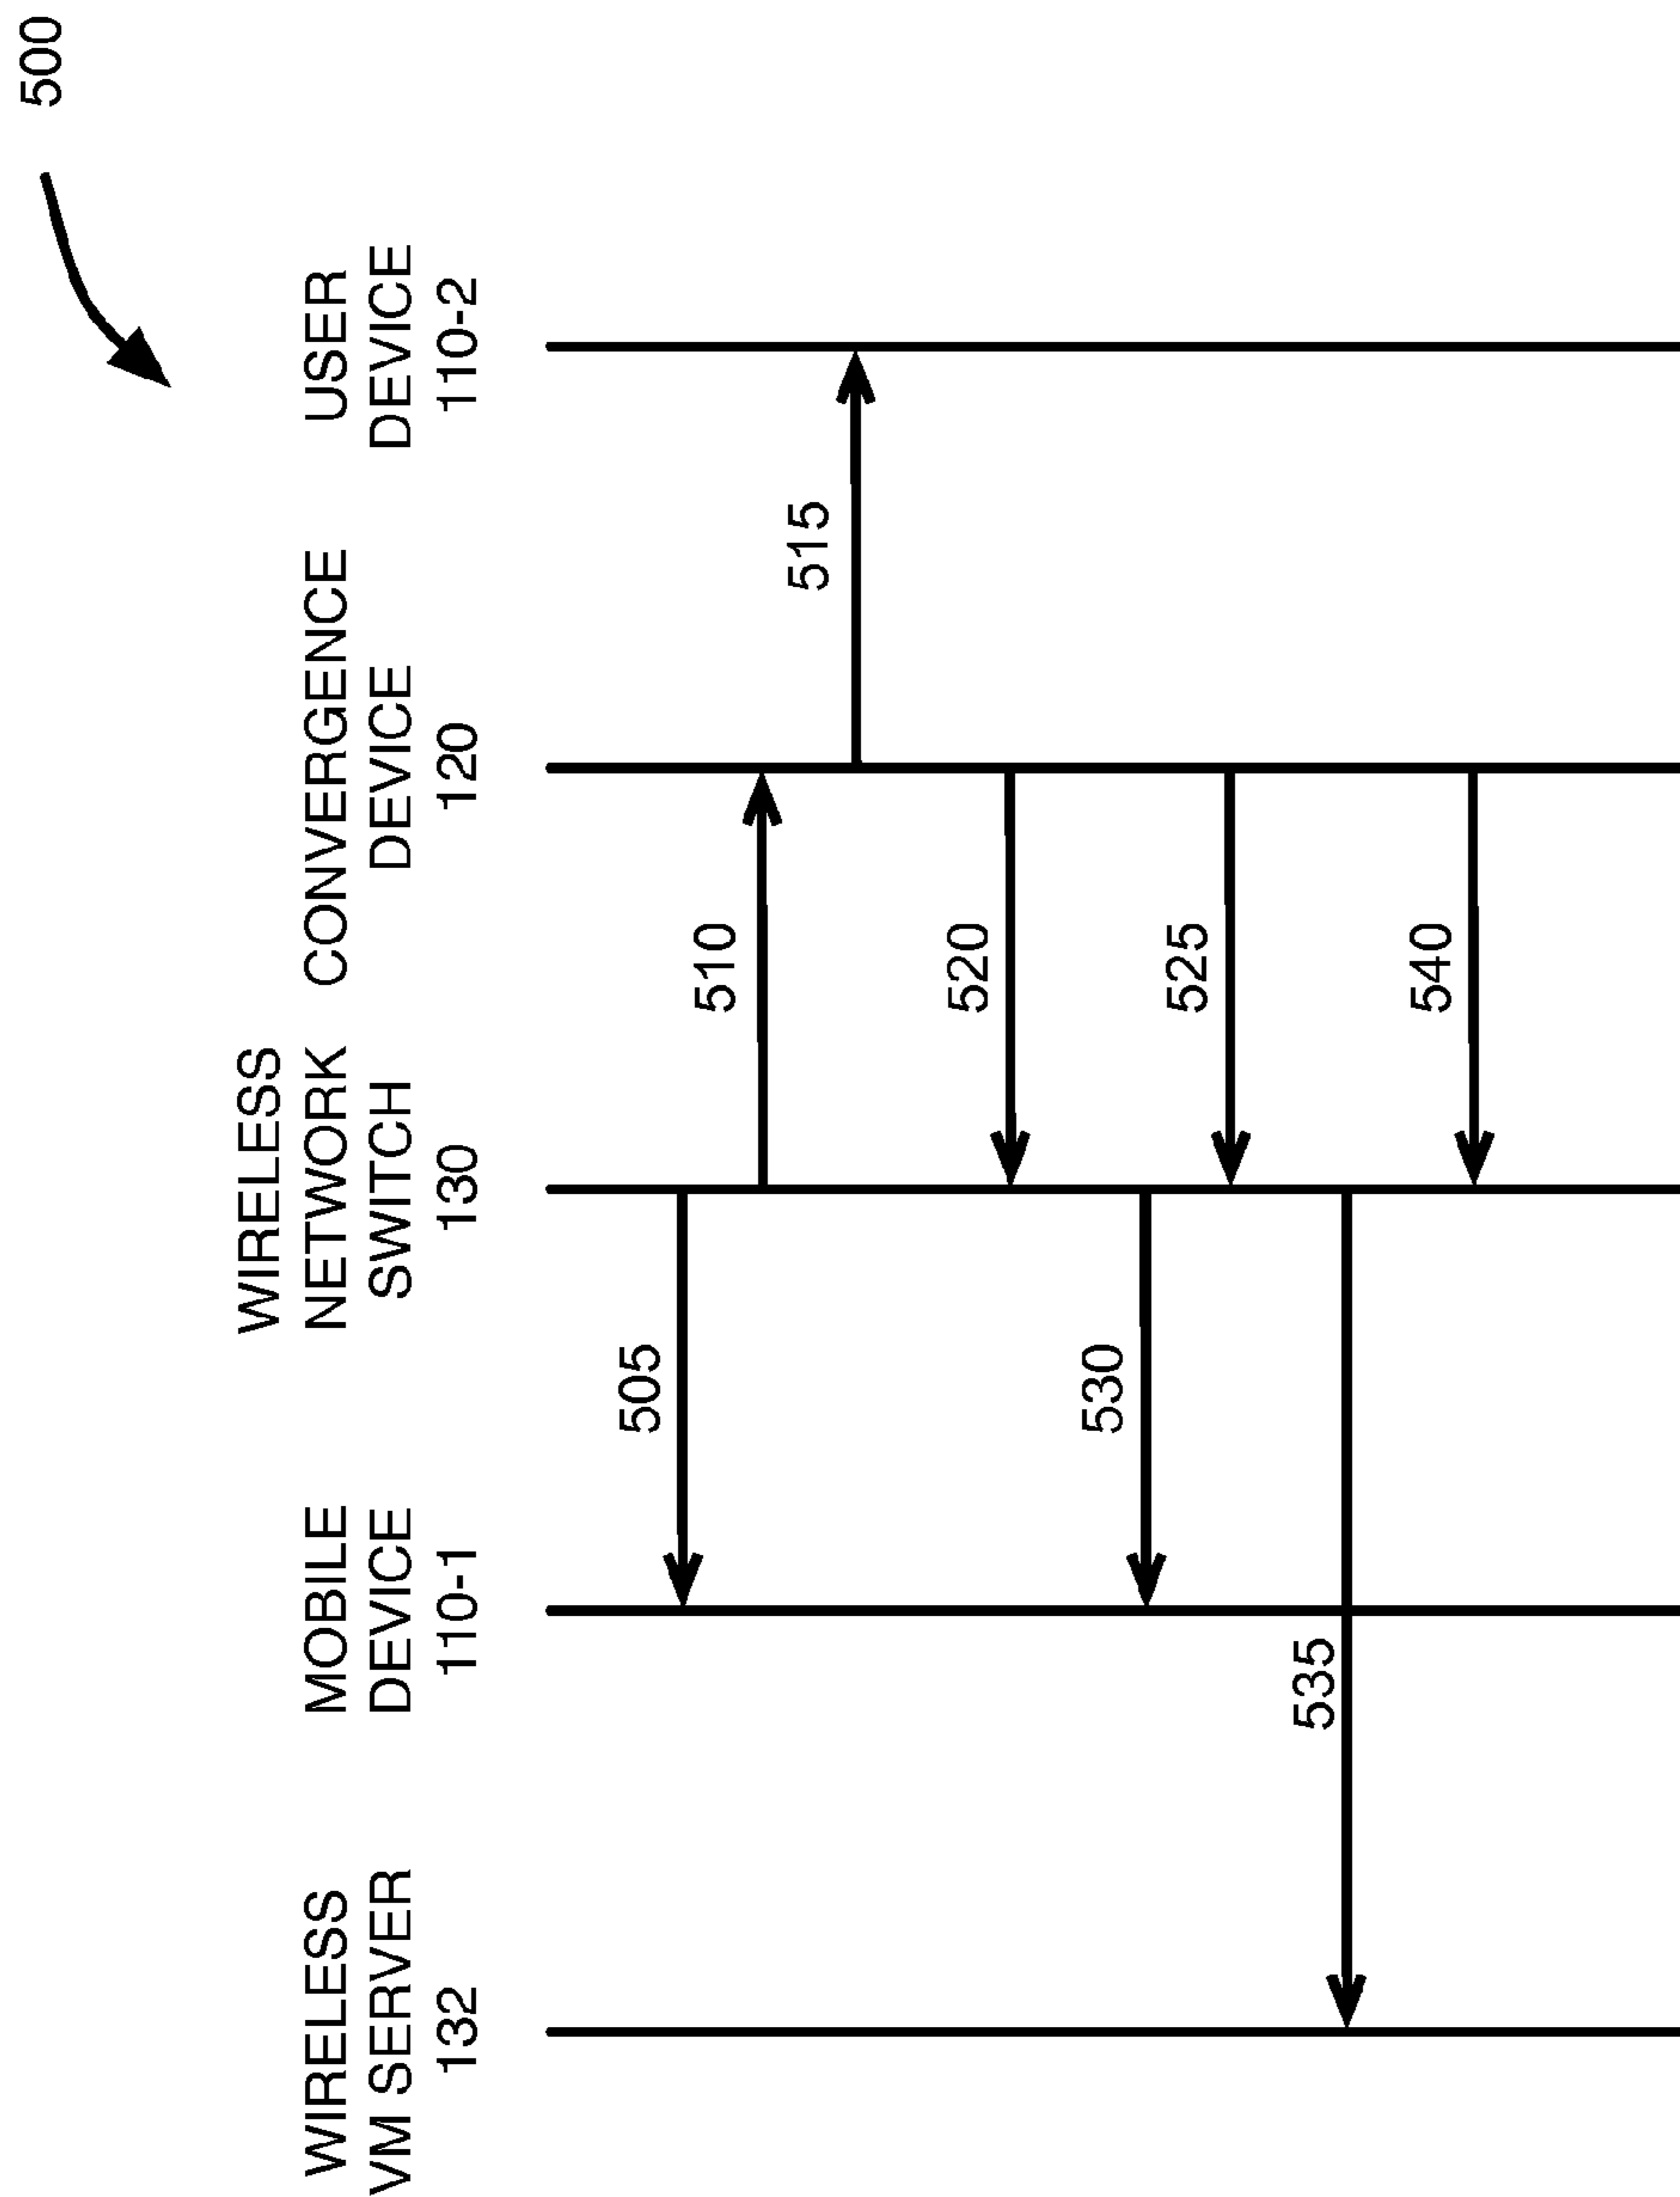 500
WIRELESS
VM SERVER
132
MOBILE
DEVICE
110-1
WIRELESS
NETWORK
SWITCH
130
CONVERGENCE
DEVICE
120
USER
DEVICE
110-2
505
510
515
520
530
525
535
540